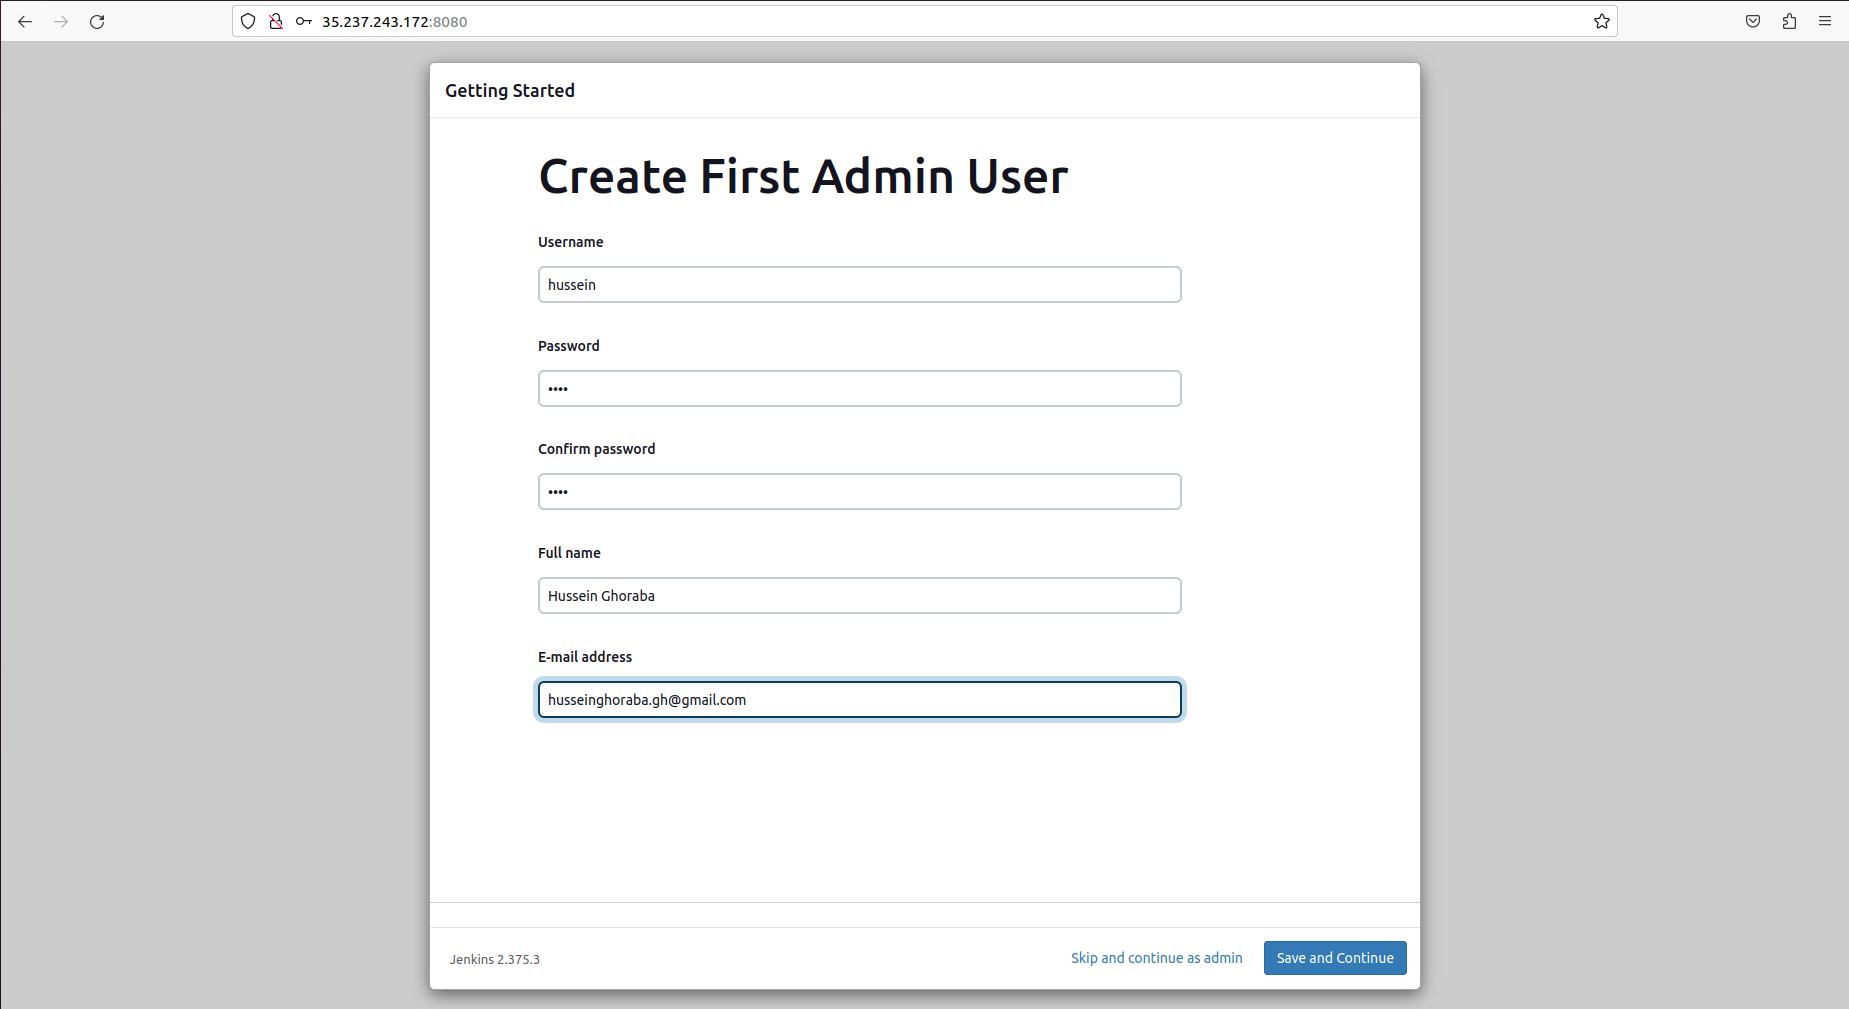 35.237.243.172:8080
Getting Started
Create First Admin User
Username
hussein
Password
••••
Confirm password
••••
Full name
Hussein Ghoraba
E-mail address
husseinghoraba.gh@gmail.com
Jenkins 2.375.3
Skip and continue as admin
Save and Continue